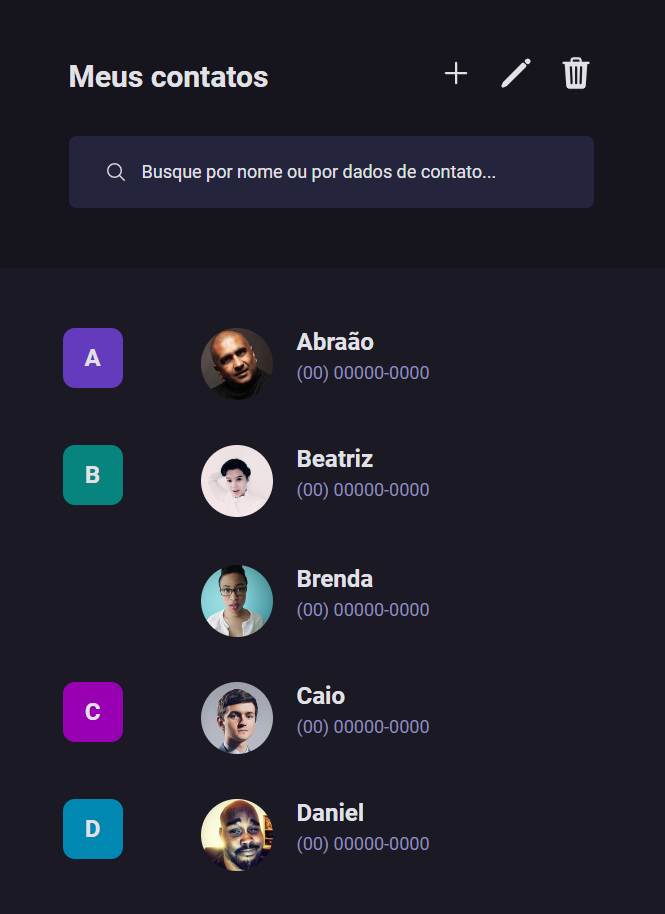 Meus contatos
Busque por nome ou por dados de contato...
A
Abraão
(00) 00000-0000
B
Beatriz
(00) 00000-0000
Brenda
(00) 00000-0000
C
Caio
(00) 00000-0000
D
Daniel
(00) 00000-0000